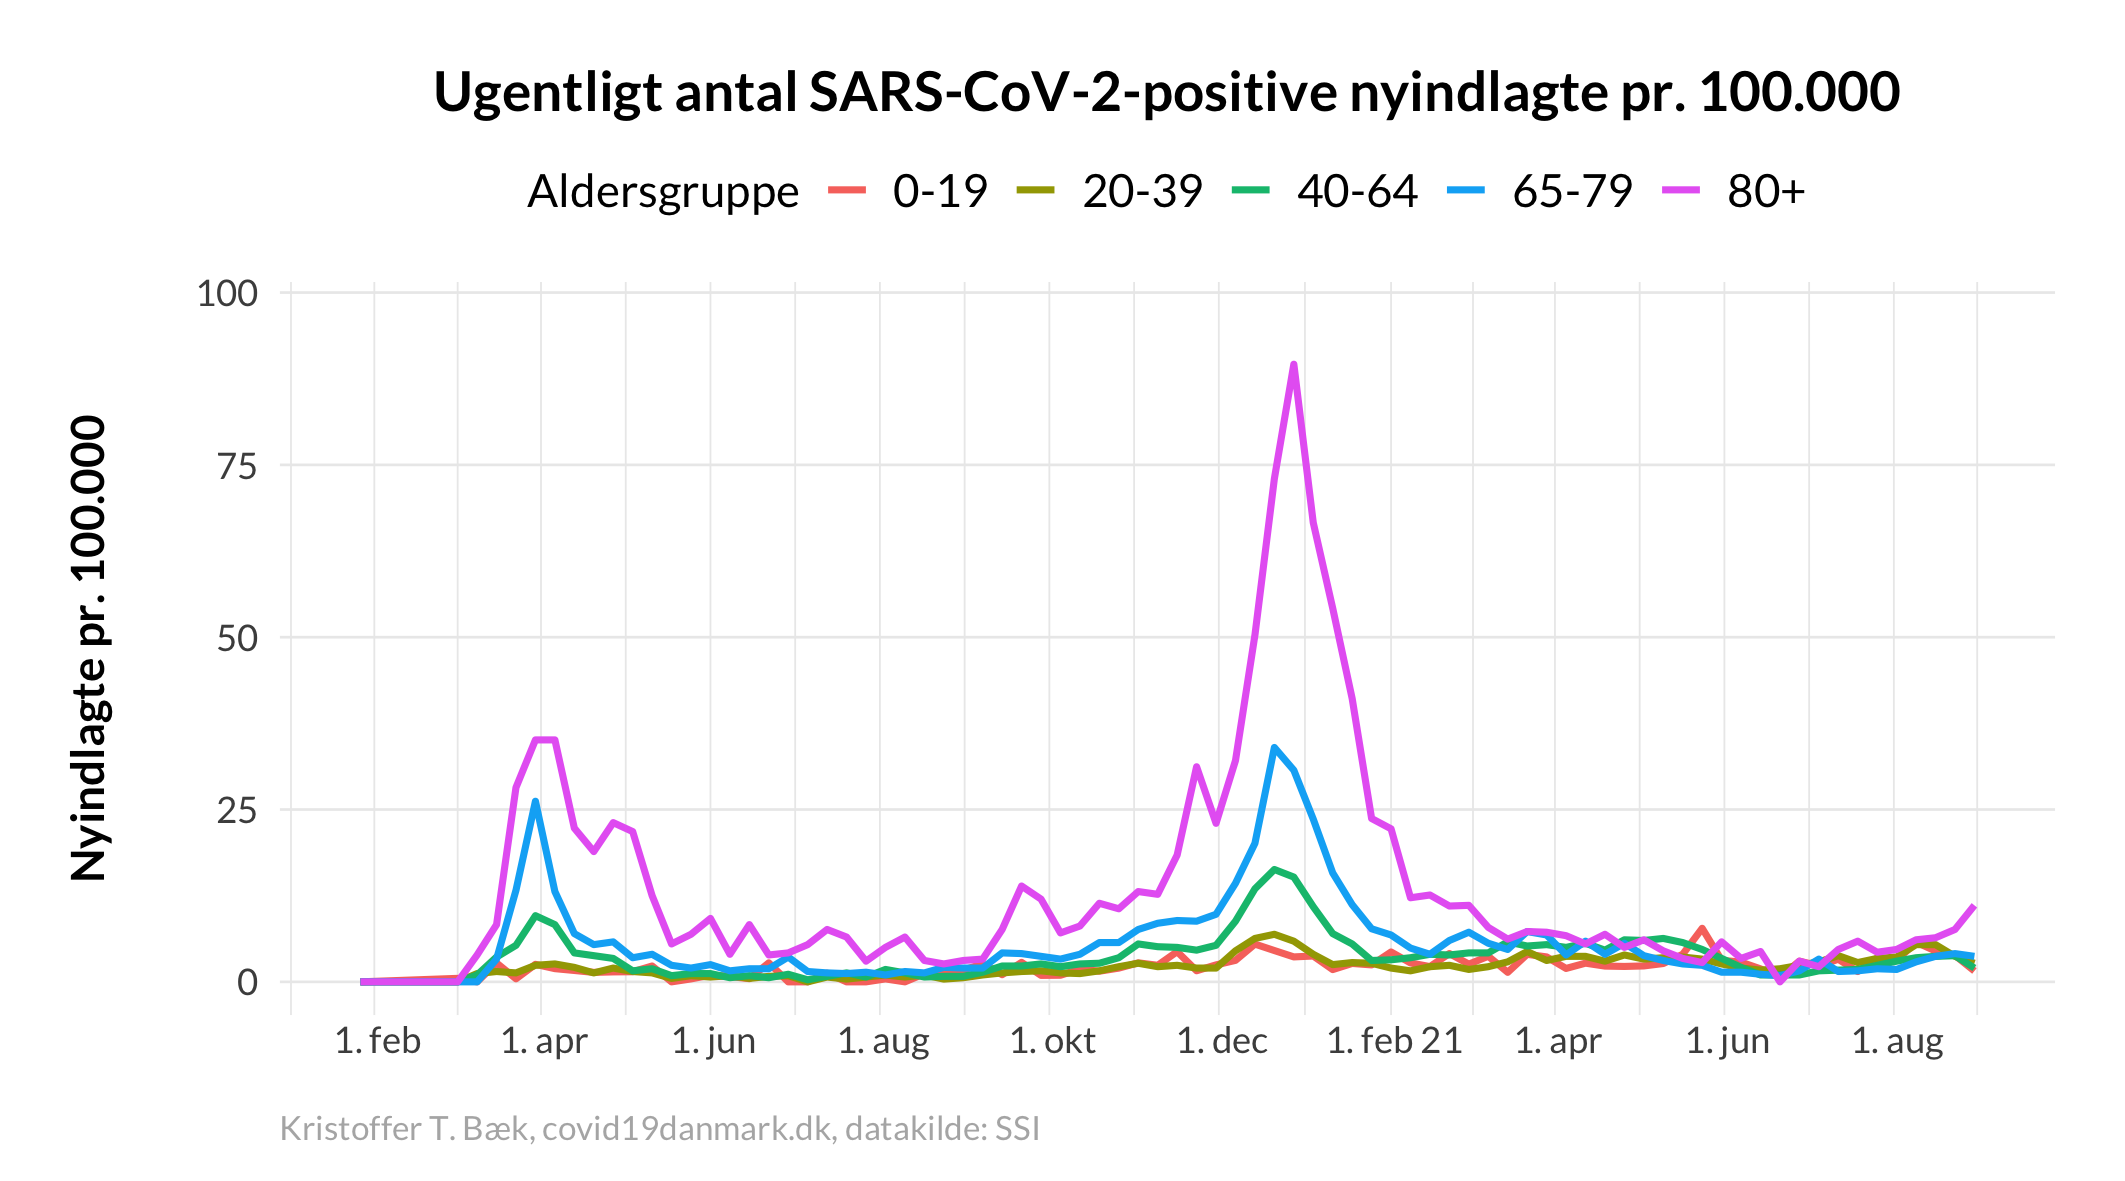 Ugentligt antal SARS-CoV-2-positive nyindlagte pr. 100.000
Aldersgruppe 0-19 20-39 40-64 65-79 80+
Nyindlagte pr. 100.000
100
75
50
25
0
1. feb 1. apr 1. jun 1. aug 1. okt 1. dec 1. feb 21 1. apr 1. jun 1. aug
Kristoffer T. Bæk, covid19danmark.dk, datakilde: SSI